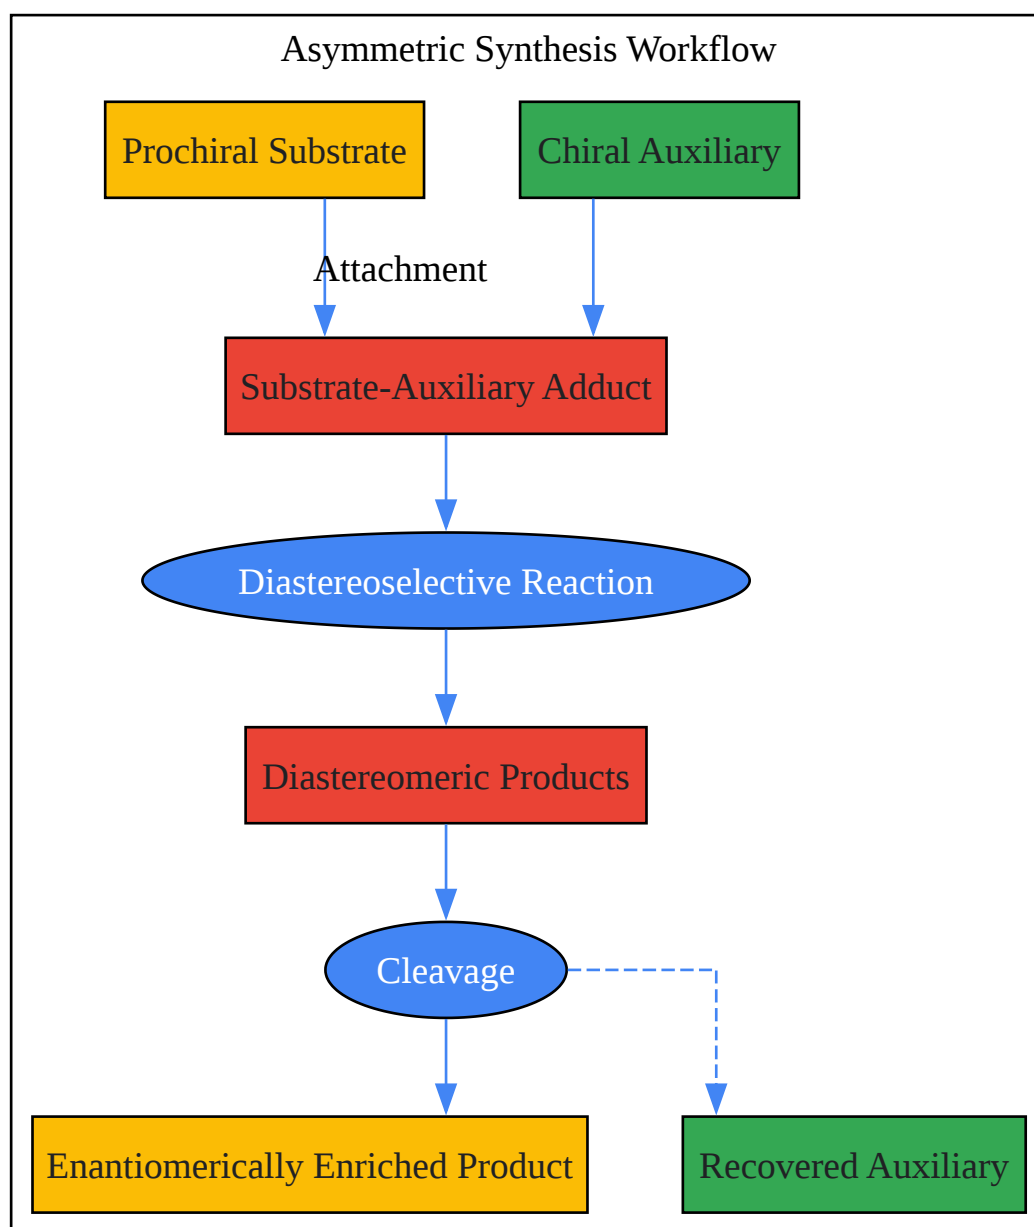 Asymmetric Synthesis Workflow
Prochiral Substrate
Chiral Auxiliary
Attachment
Substrate-Auxiliary Adduct
Diastereoselective Reaction
Diastereomeric Products
Cleavage
Enantiomerically Enriched Product
Recovered Auxiliary